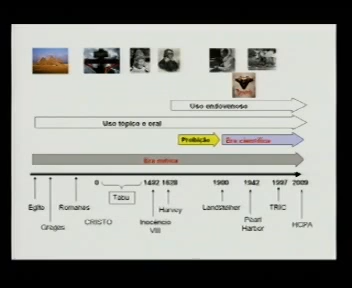 Uso endovenoso
Uso tópico e oral
Proibição
Era científica
Era mítica
0
1492
1628
1900
1942
1997
2009
Tabu
Egito
Gregos
Romanos
CRISTO
Inocêncio
VIII
Harvey
Landsteiner
Pearl
Harbor
TRIC
HCPA